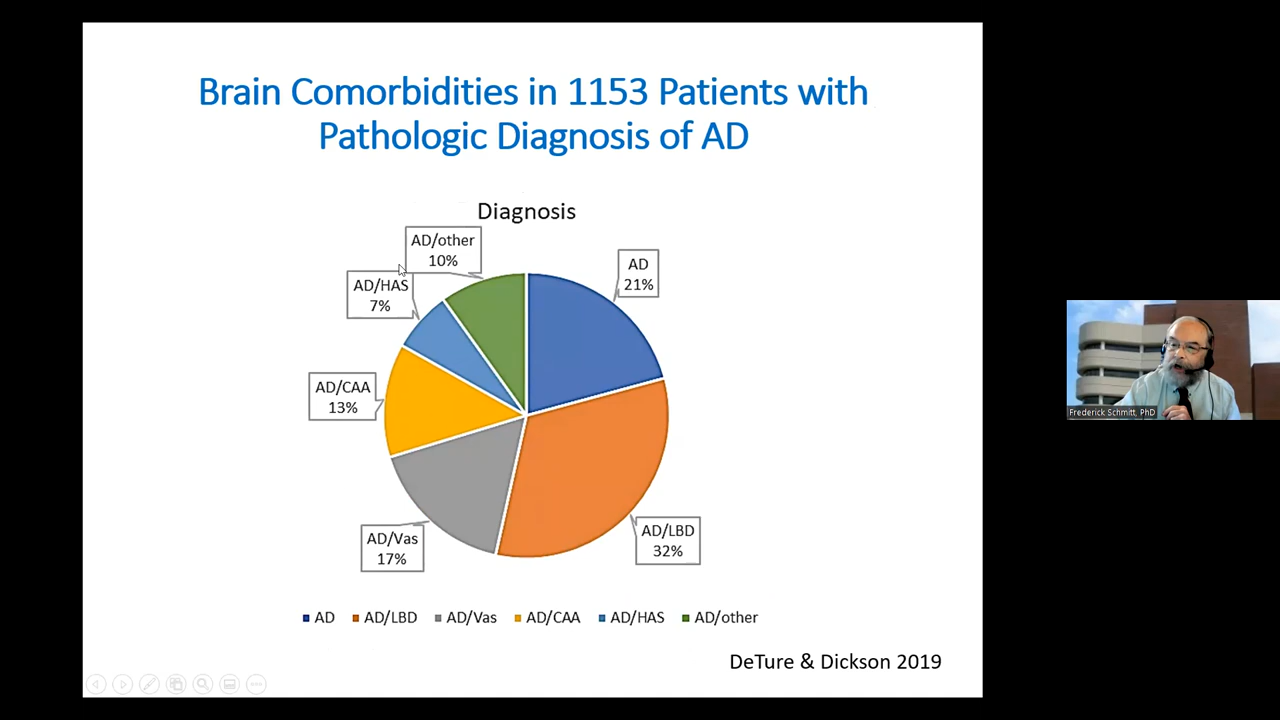 Brain Comorbidities in 1153 Patients with
Pathologic Diagnosis of AD
Diagnosis
AD/other
10%
AD
21%
AD/HAS
7%
AD/CAA
13%
AD/Vas
17%
AD/LBD
32%
AD
AD/LBD
AD/Vas
AD/CAA
AD/HAS
AD/other
DeTure & Dickson 2019
Frederick Schmitt, PhD